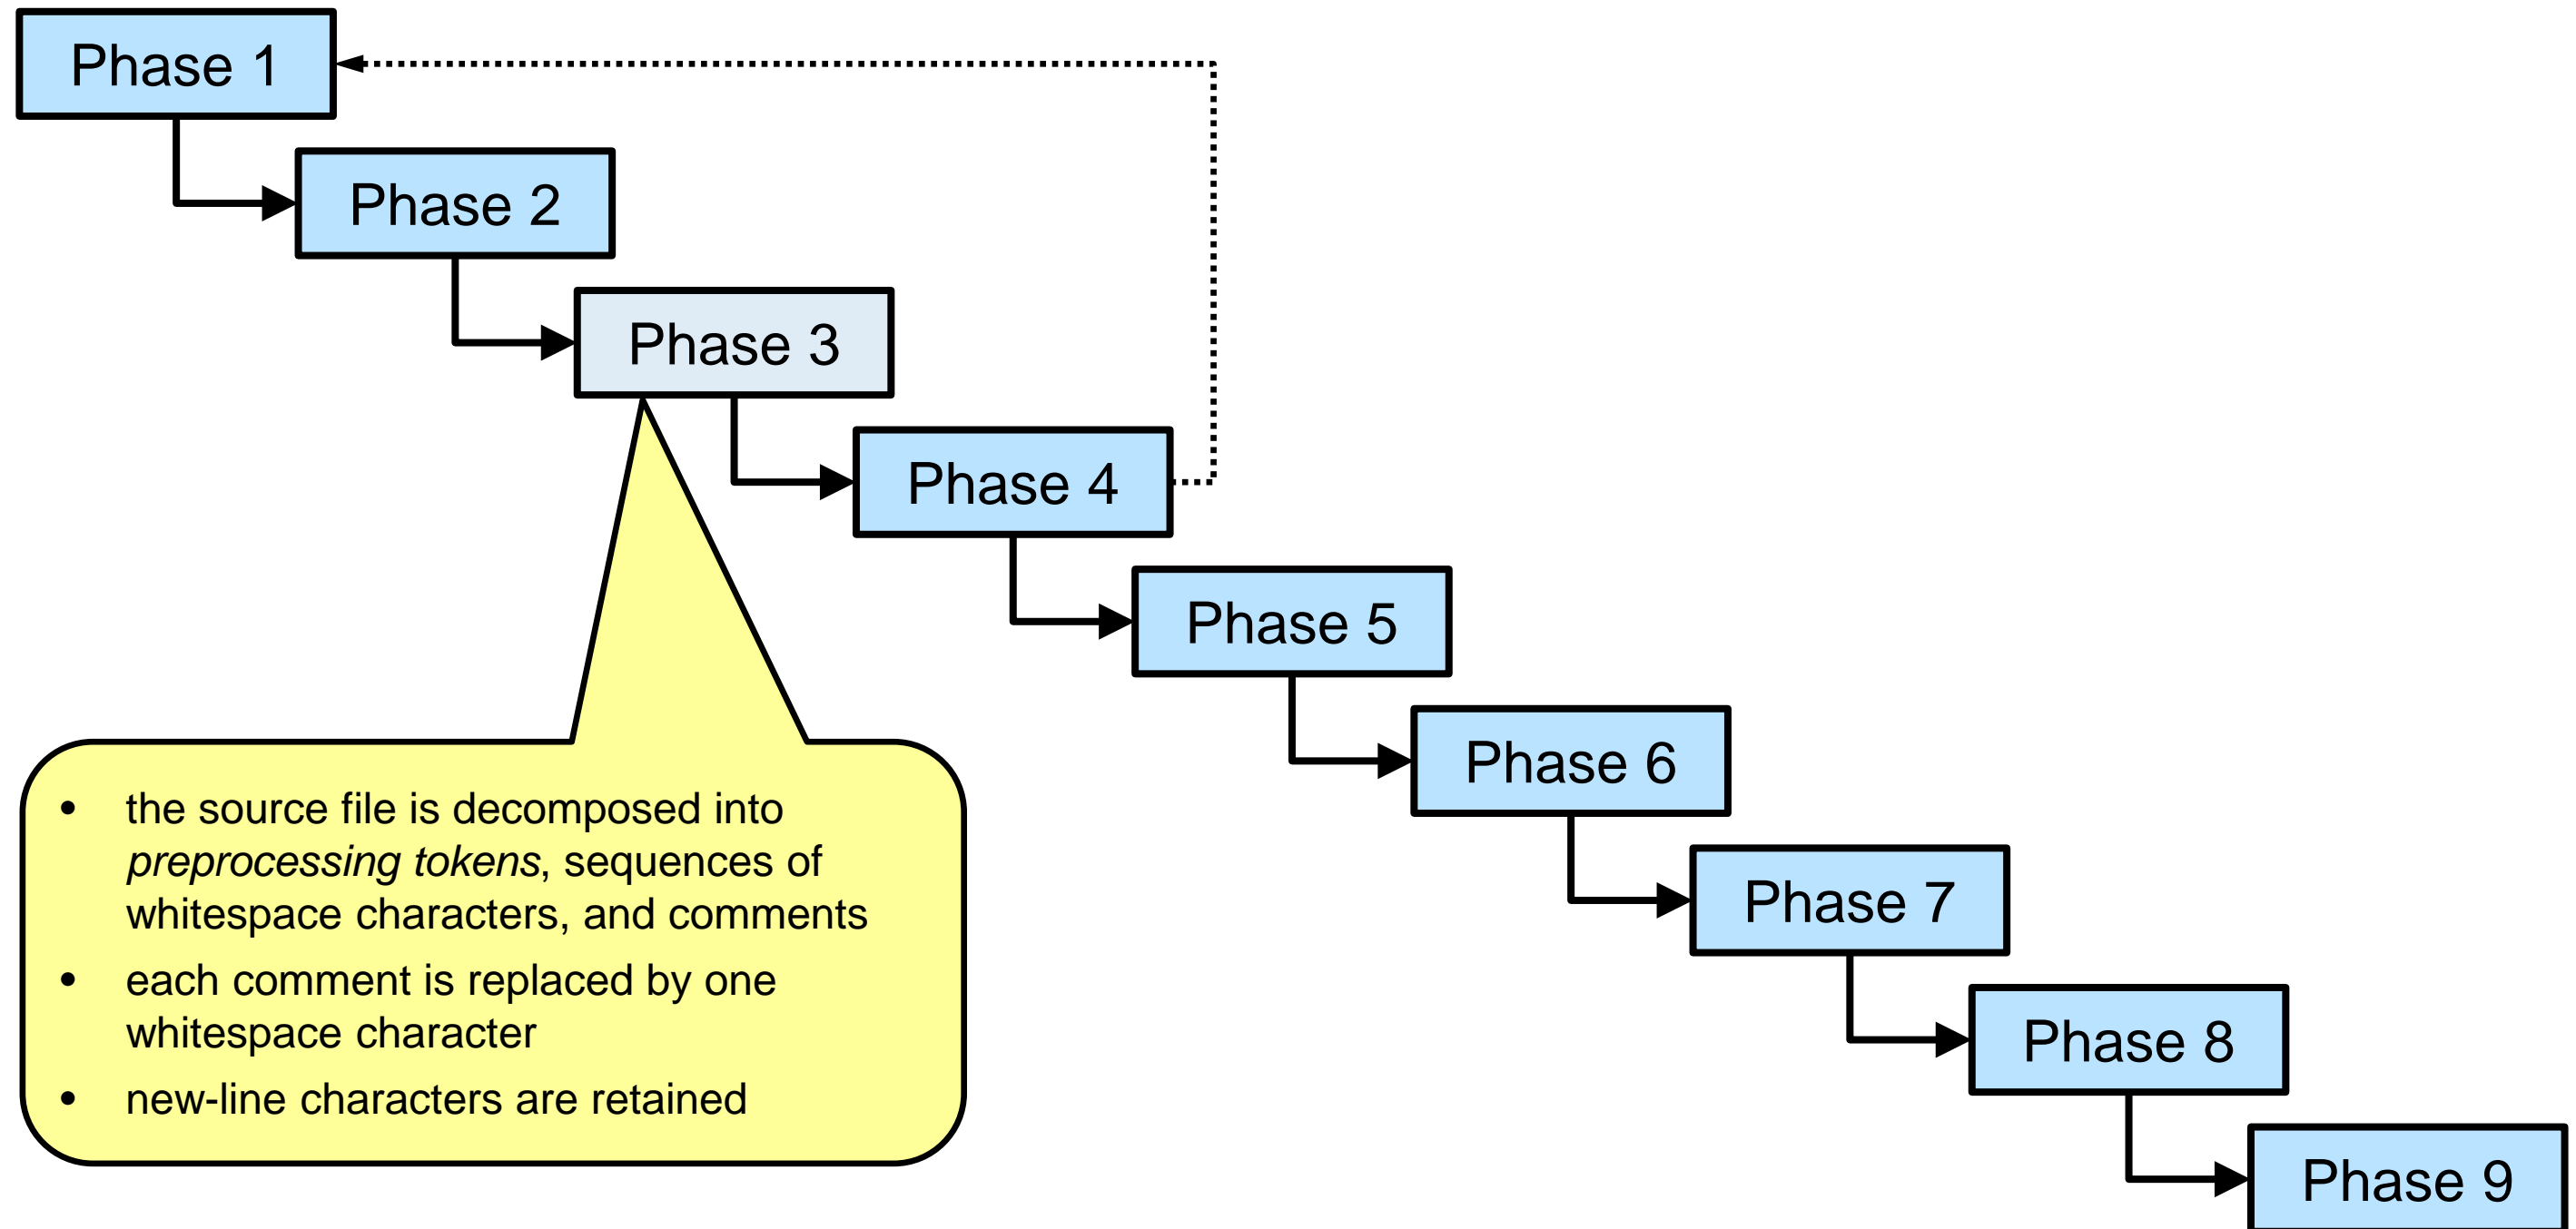 Phase 1
Phase 2
Phase 3
Phase 4
Phase 5
Phase 6
Phase 7
Phase 8
Phase 9
• the source file is decomposed into
preprocessing tokens, sequences of
whitespace characters, and comments
• each comment is replaced by one
whitespace character
• new-line characters are retained